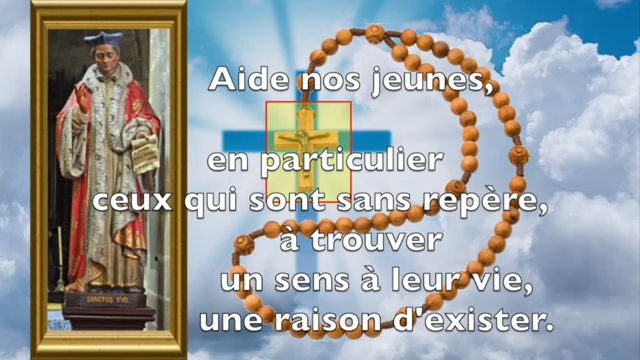 Aide nos jeunes,
en particulier
ceux qui sont sans repère,
à trouver
un sens à leur vie,
une raison d'exister.
SANCTUS YVO.